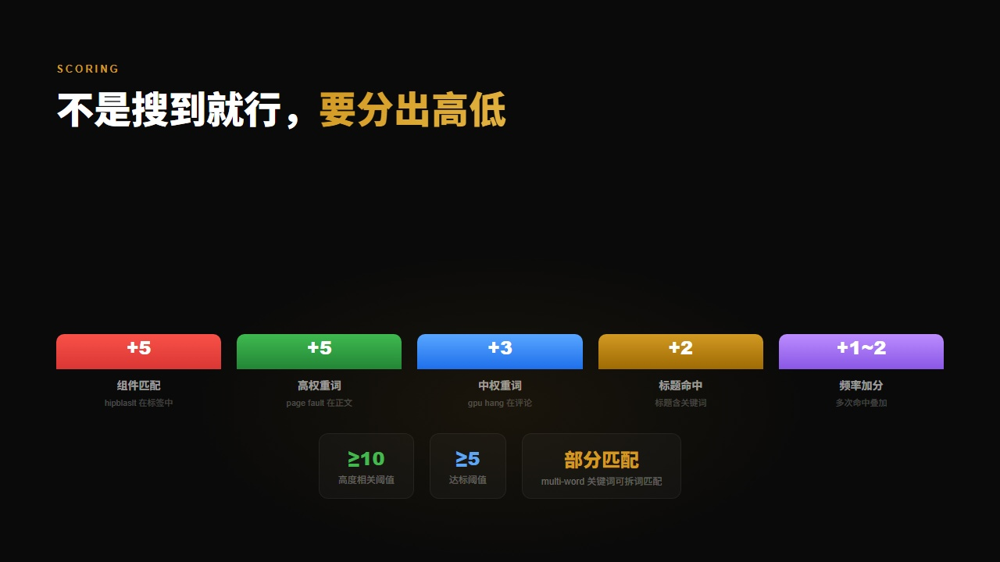 SCORING
不是搜到就行，要分出高低
+5
组件匹配
hipblaslt 在标签中
+5
高权重词
page fault 在正文
+3
中权重词
gpu hang 在评论
+2
标题命中
标题含关键词
+1~2
频率加分
多次命中叠加
≥10
高度相关阈值
≥5
达标阈值
部分匹配
multi-word 关键词可拆词匹配